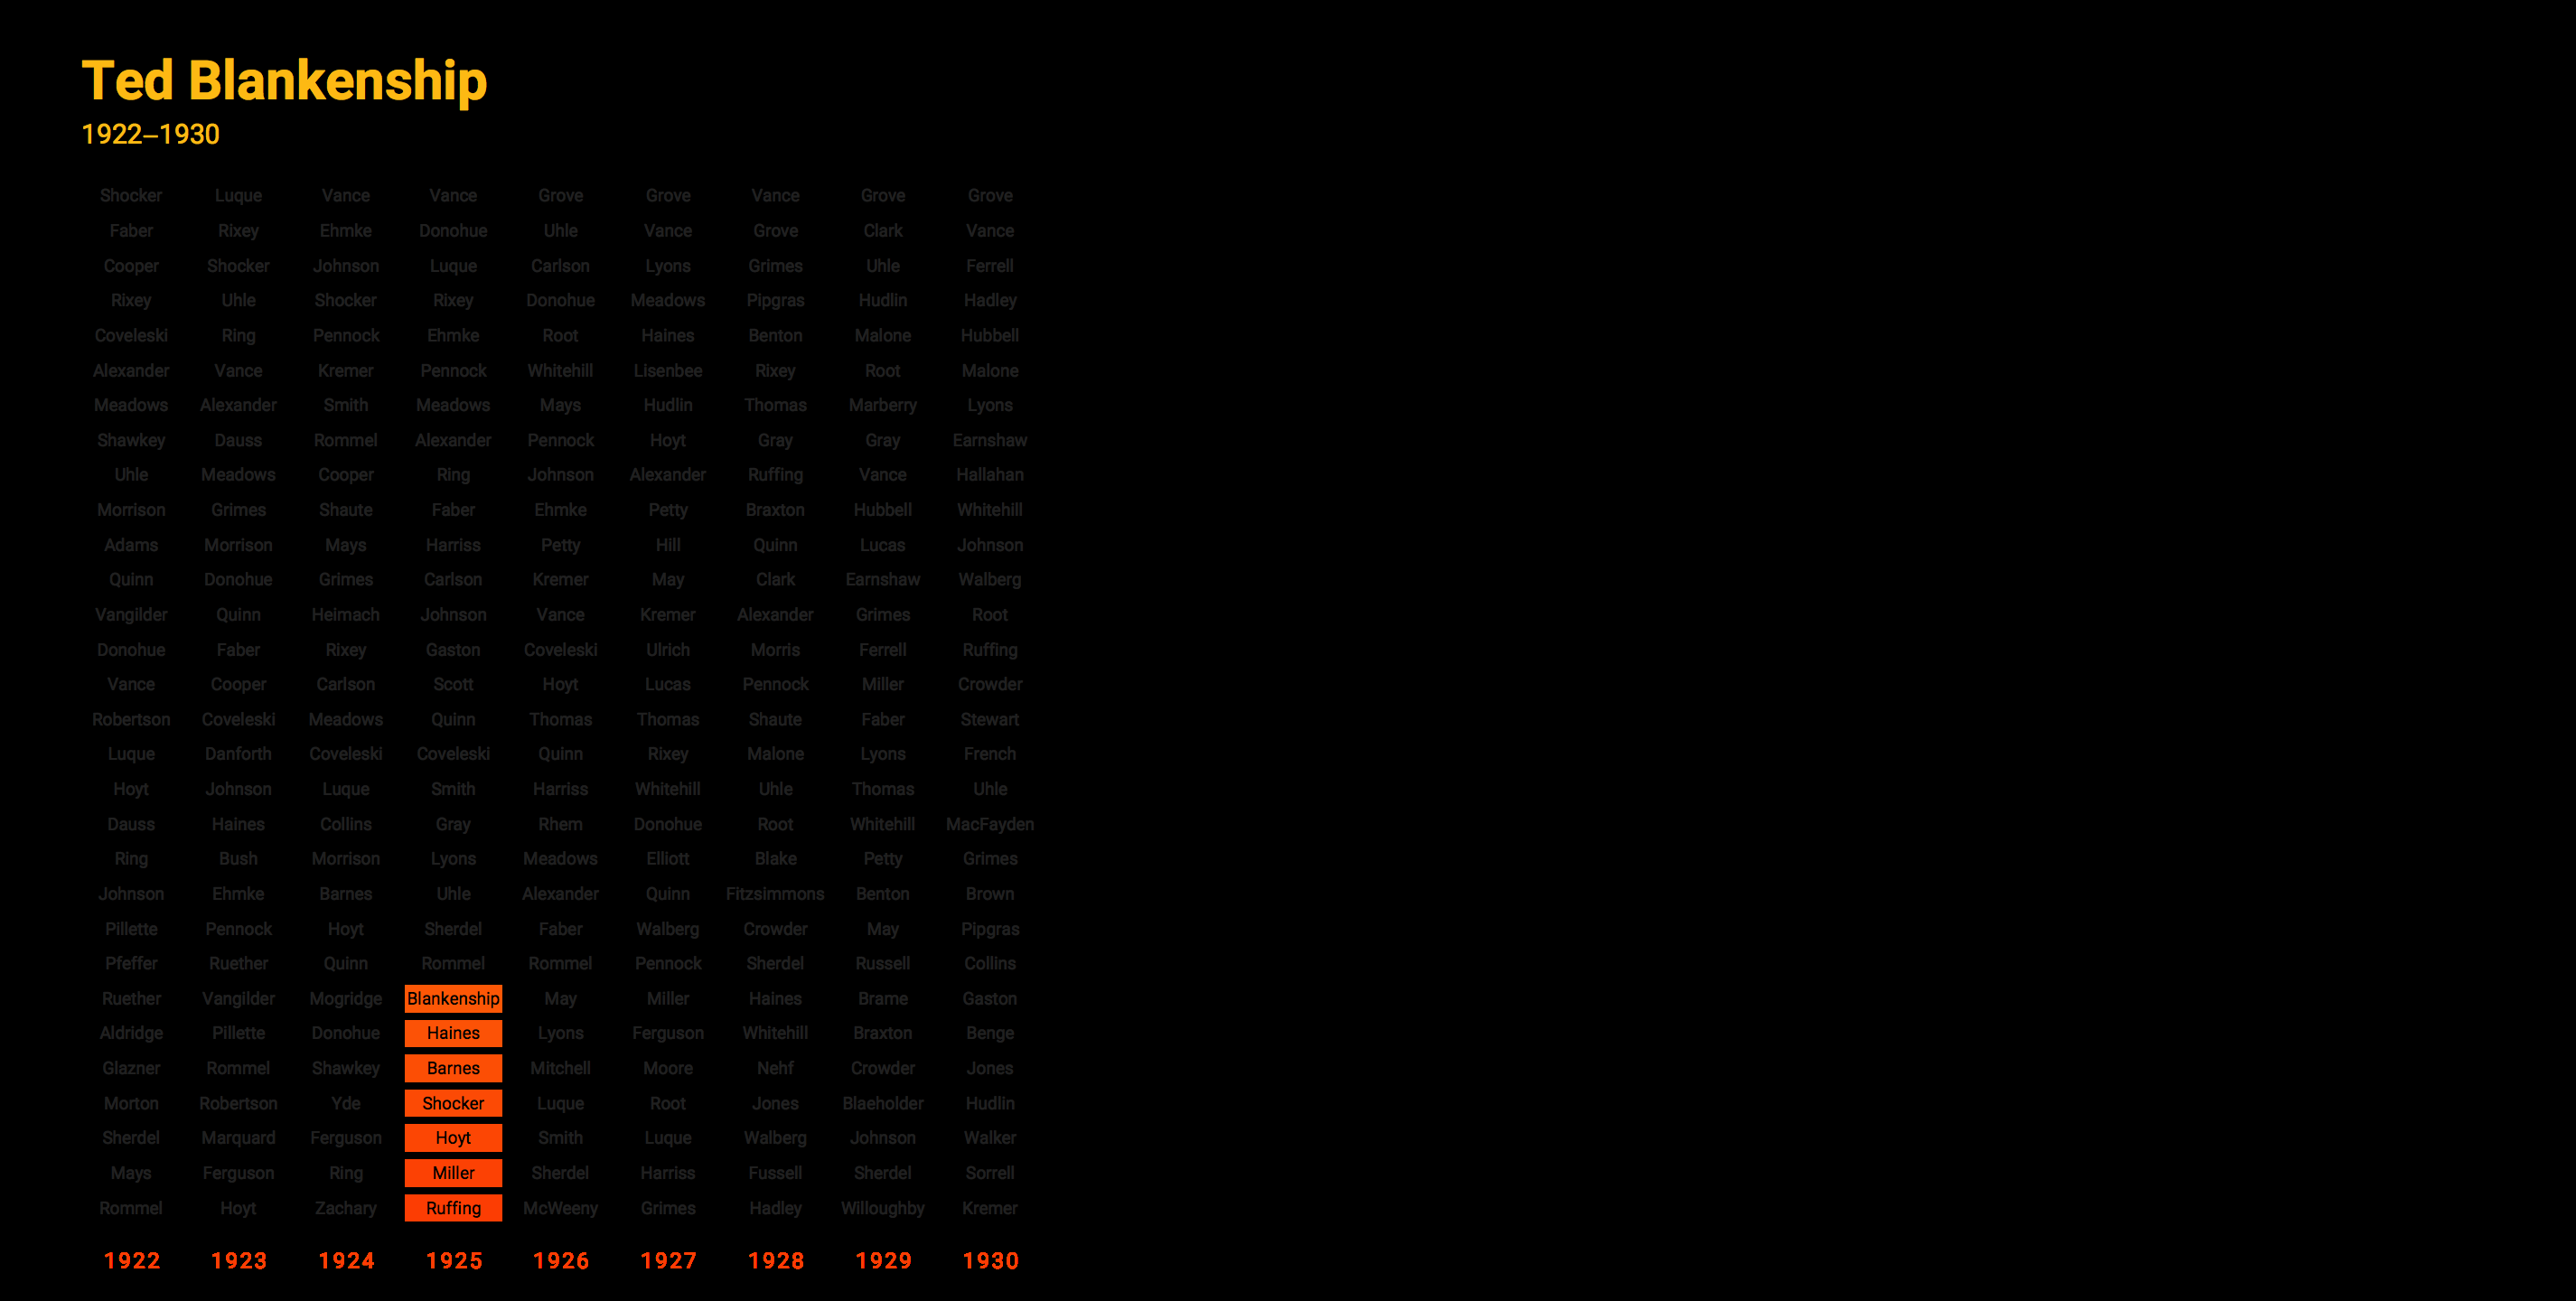 Ted Blankenship
1922–1930
Shocker Luque Vance Vance Grove Grove Vance Grove Grove
Faber Rixey Ehmke Donohue Uhle Vance Grove Clark Vance
Cooper Shocker Johnson Luque Carlson Lyons Grimes Uhle Ferrell
Rixey Uhle Shocker Rixey Donohue Meadows Pipgras Hudlin Hadley
Coveleski Ring Pennock Ehmke Root Haines Benton Malone Hubbell
Alexander Vance Kremer Pennock Whitehill Lisenbee Rixey Root Malone
Meadows Alexander Smith Meadows Mays Hudlin Thomas Marberry Lyons
Shawkey Dauss Rommel Alexander Pennock Hoyt Gray Gray Earnshaw
Uhle Meadows Cooper Ring Johnson Alexander Ruffing Vance Hallahan
Morrison Grimes Shaute Faber Ehmke Petty Braxton Hubbell Whitehill
Adams Morrison Mays Harriss Petty Hill Quinn Lucas Johnson
Quinn Donohue Grimes Carlson Kremer May Clark Earnshaw Walberg
Vangilder Quinn Heimach Johnson Vance Kremer Alexander Grimes Root
Donohue Faber Rixey Gaston Coveleski Ulrich Morris Ferrell Ruffing
Vance Cooper Carlson Scott Hoyt Lucas Pennock Miller Crowder
Robertson Coveleski Meadows Quinn Thomas Thomas Shaute Faber Stewart
Luque Danforth Coveleski Coveleski Quinn Rixey Malone Lyons French
Hoyt Johnson Luque Smith Harriss Whitehill Uhle Thomas Uhle
Dauss Haines Collins Gray Rhem Donohue Root Whitehill MacFayden
Ring Bush Morrison Lyons Meadows Elliott Blake Petty Grimes
Johnson Ehmke Barnes Uhle Alexander Quinn Fitzsimmons Benton Brown
Pillette Pennock Hoyt Sherdel Faber Walberg Crowder May Pipgras
Pfeffer Ruether Quinn Rommel Rommel Pennock Sherdel Russell Collins
Ruether Vangilder Mogridge Blankenship May Miller Haines Brame Gaston
Aldridge Pillette Donohue Haines Lyons Ferguson Whitehill Braxton Benge
Glazner Rommel Shawkey Barnes Mitchell Moore Nehf Crowder Jones
Morton Robertson Yde Shocker Luque Root Jones Blaeholder Hudlin
Sherdel Marquard Ferguson Hoyt Smith Luque Walberg Johnson Walker
Mays Ferguson Ring Miller Sherdel Harriss Fussell Sherdel Sorrell
Rommel Hoyt Zachary Ruffing McWeeny Grimes Hadley Willoughby Kremer
1922 1923 1924 1925 1926 1927 1928 1929 1930